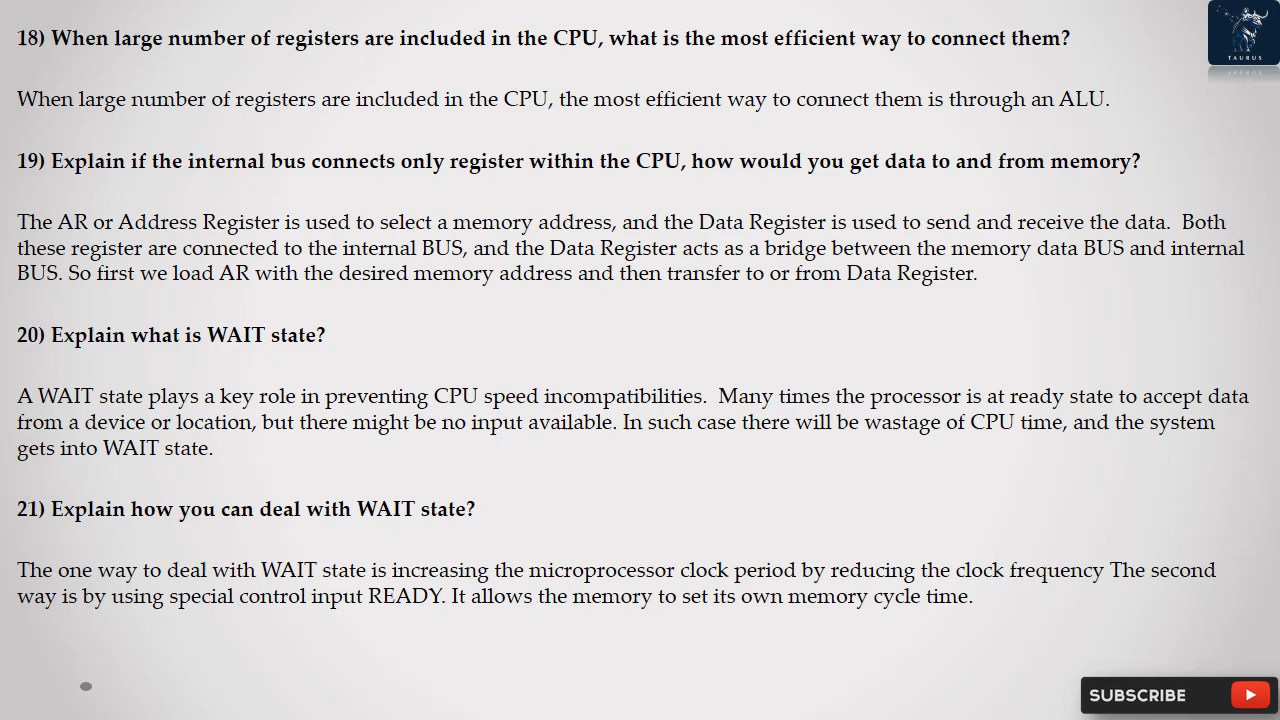 18) When large number of registers are included in the CPU, what is the most efficient way to connect them?
TAURUS
When large number of registers are included in the CPU, the most efficient way to connect them is through an ALU.
19) Explain if the internal bus connects only register within the CPU, how would you get data to and from memory?
The AR or Address Register is used to select a memory address, and the Data Register is used to send and receive the data.  Both
these register are connected to the internal BUS, and the Data Register acts as a bridge between the memory data BUS and internal
BUS. So first we load AR with the desired memory address and then transfer to or from Data Register.
20) Explain what is WAIT state?
A WAIT state plays a key role in preventing CPU speed incompatibilities.  Many times the processor is at ready state to accept data
from a device or location, but there might be no input available. In such case there will be wastage of CPU time, and the system
gets into WAIT state.
21) Explain how you can deal with WAIT state?
The one way to deal with WAIT state is increasing the microprocessor clock period by reducing the clock frequency The second
way is by using special control input READY. It allows the memory to set its own memory cycle time.
SUBSCRIBE